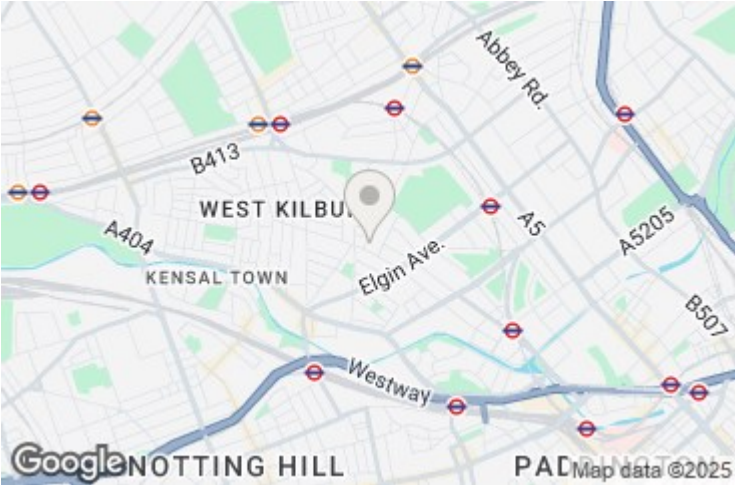 Abbey Rd.
B413
WEST KILBU
A5
A404
A5205
Elgin Ave.
KENSAL TOWN
B507
Westway
Google
NOTTING HILL
PAD
Map data ©2025